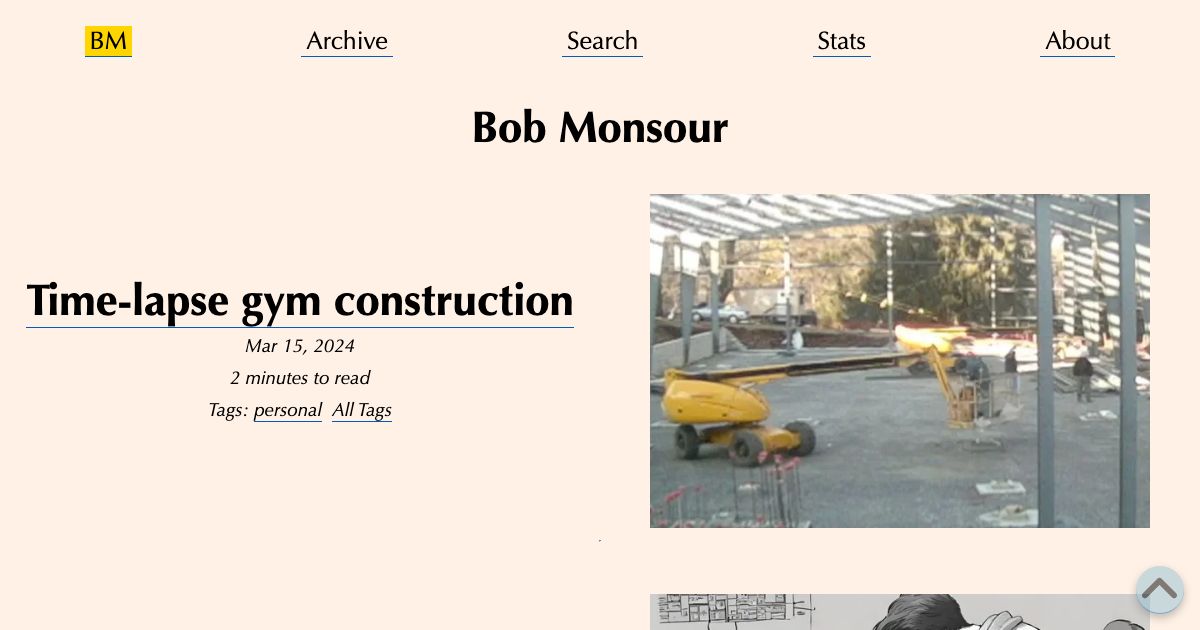 BM Archive Search Stats About
Bob Monsour
Time-lapse gym construction
Mar 15, 2024
2 minutes to read
Tags: personal All Tags